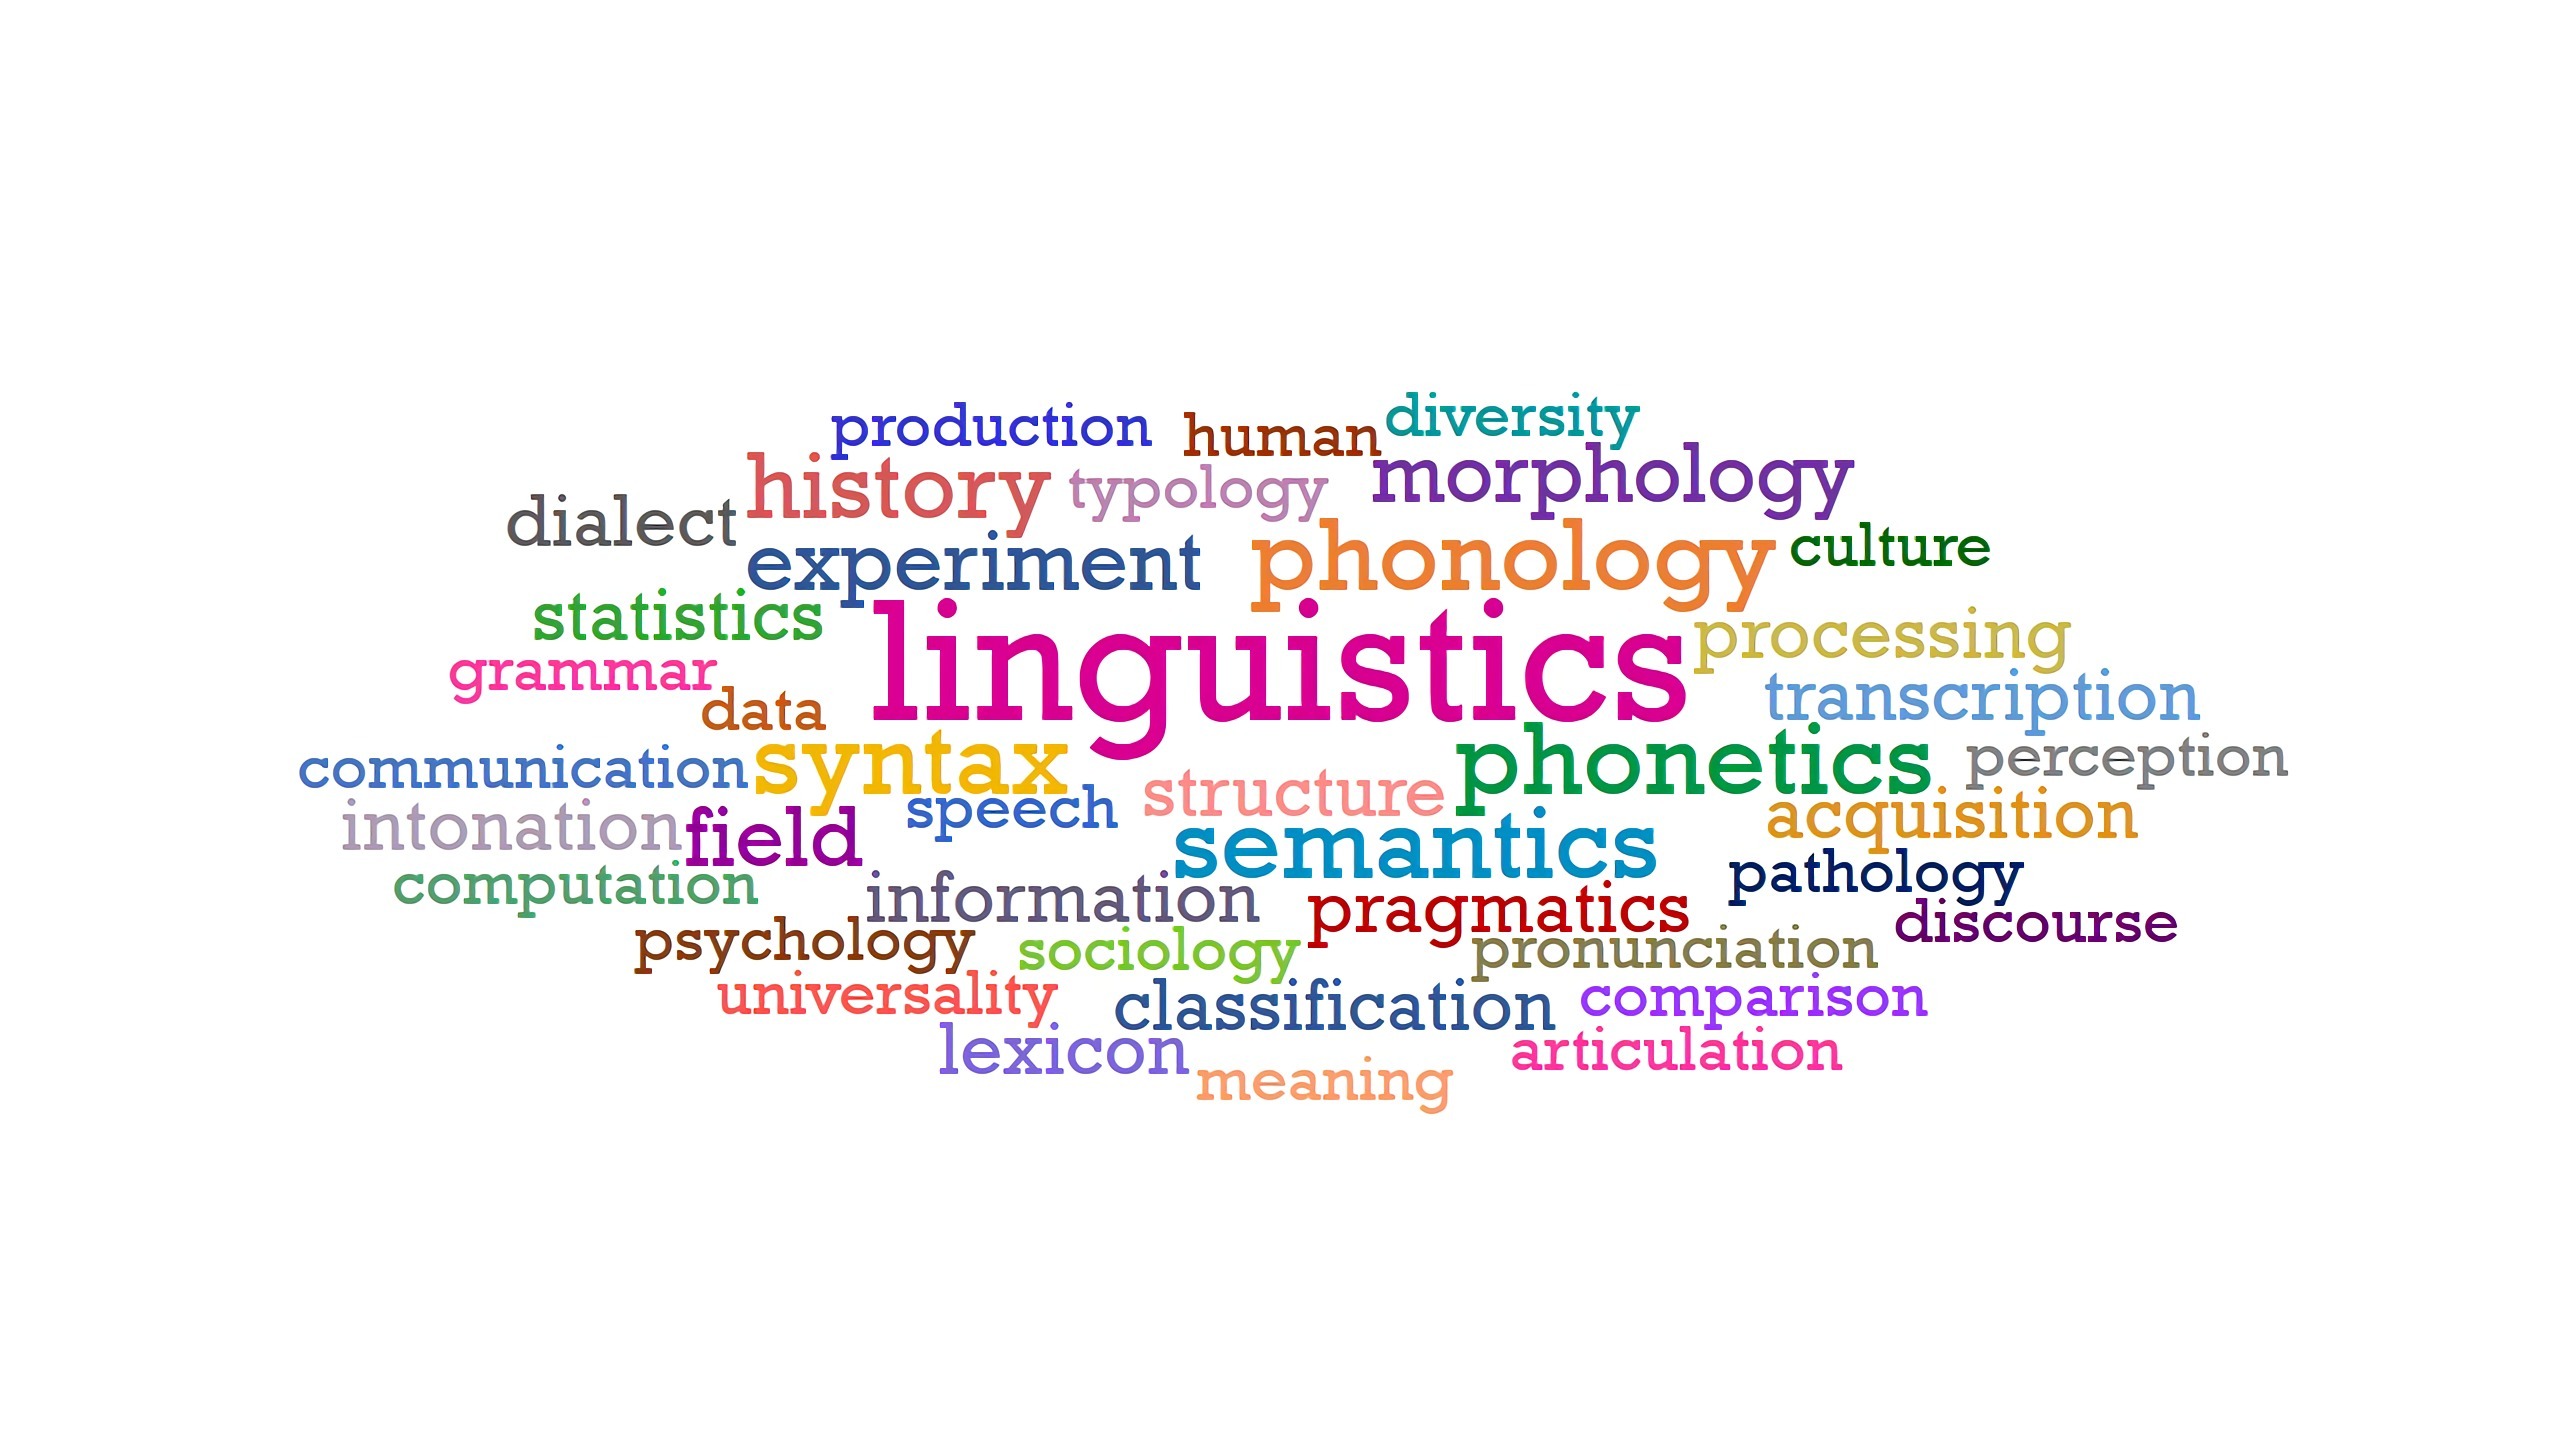 production
human
diversity
history
typology
morphology
dialect
experiment
phonology
culture
statistics
linguistics
processing
grammar
data
transcription
communication
syntax
phonetics
perception
intonation
field
speech
structure
semantics
acquisition
computation
information
pragmatics
pathology
psychology
sociology
pronunciation
discourse
universality
classification
comparison
lexicon
meaning
articulation